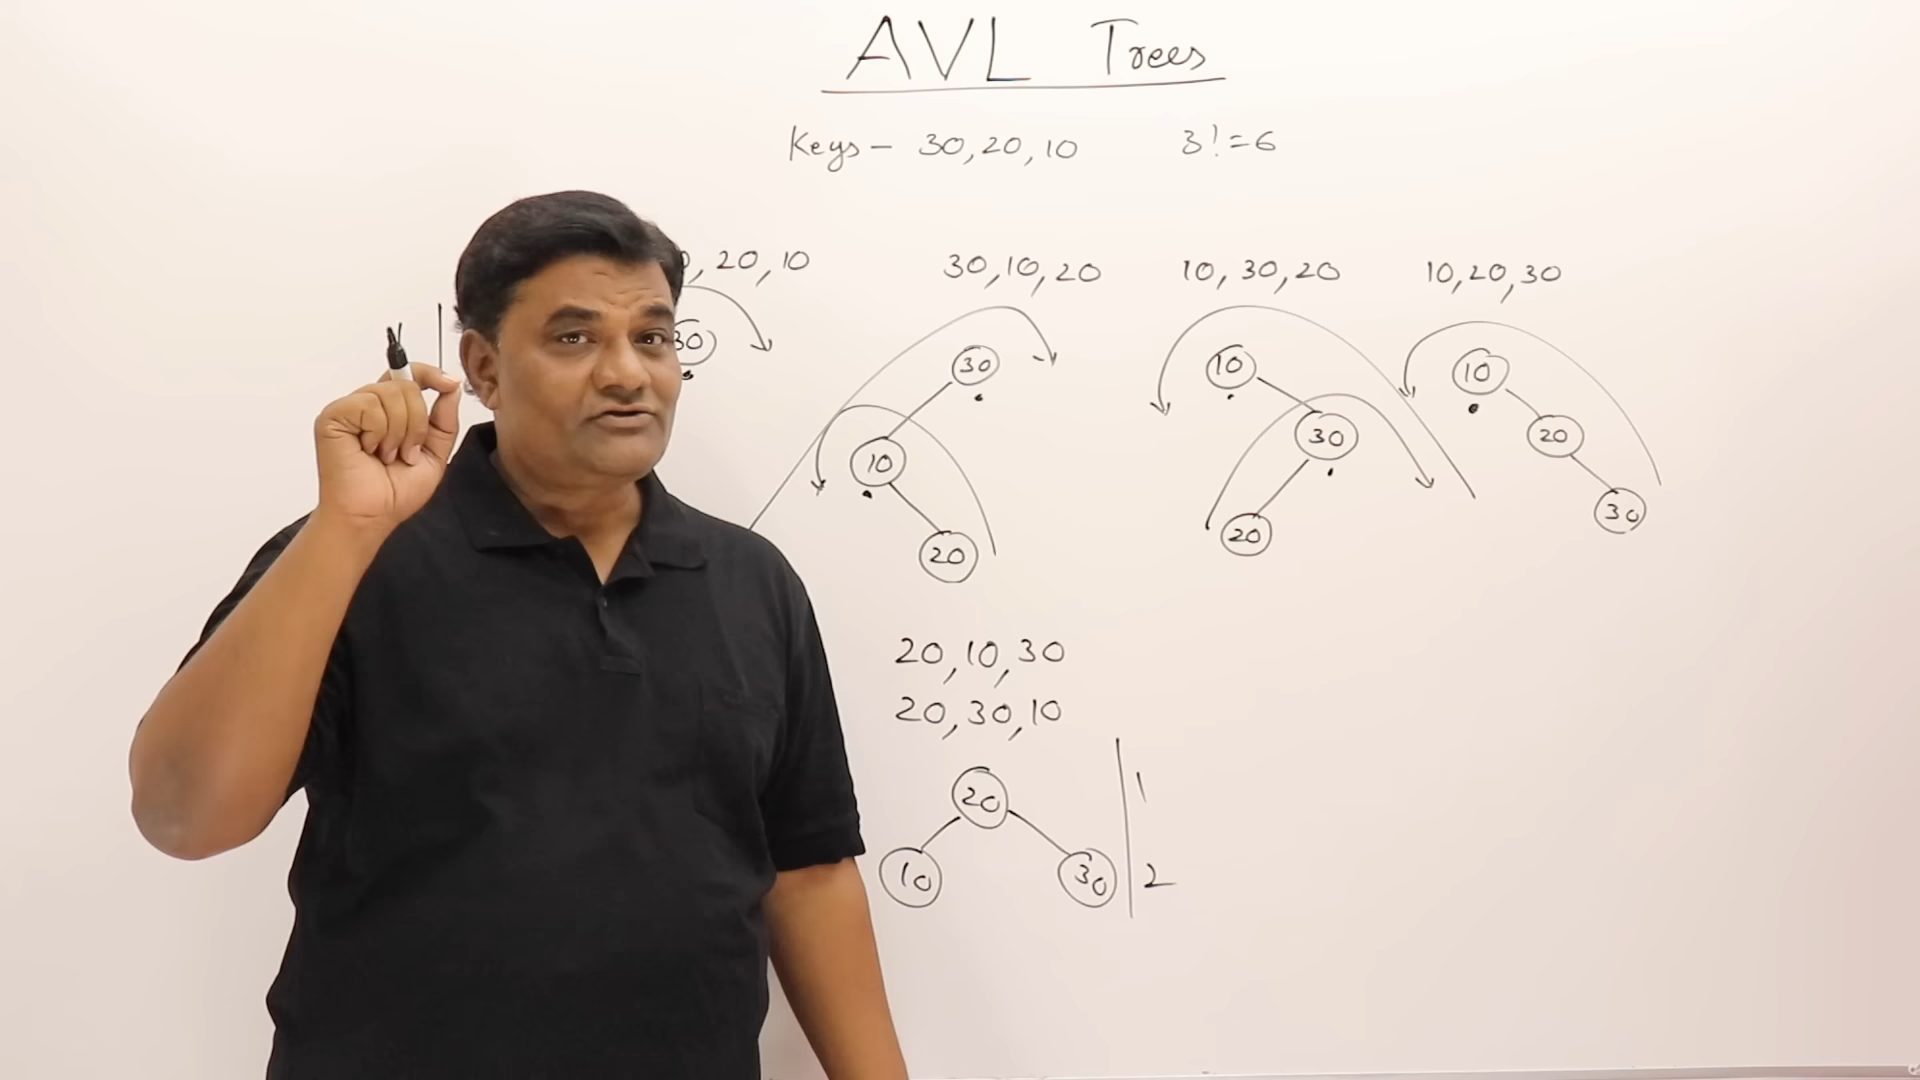 AVL Trees
Keys - 30,20,10 3!=6
, 20, 10 30,10,20 10,30,20 10,20,30
30 30 10 10
10 30 20
20 20 30
20,10,30
20,30,10
20 1
10 30 2